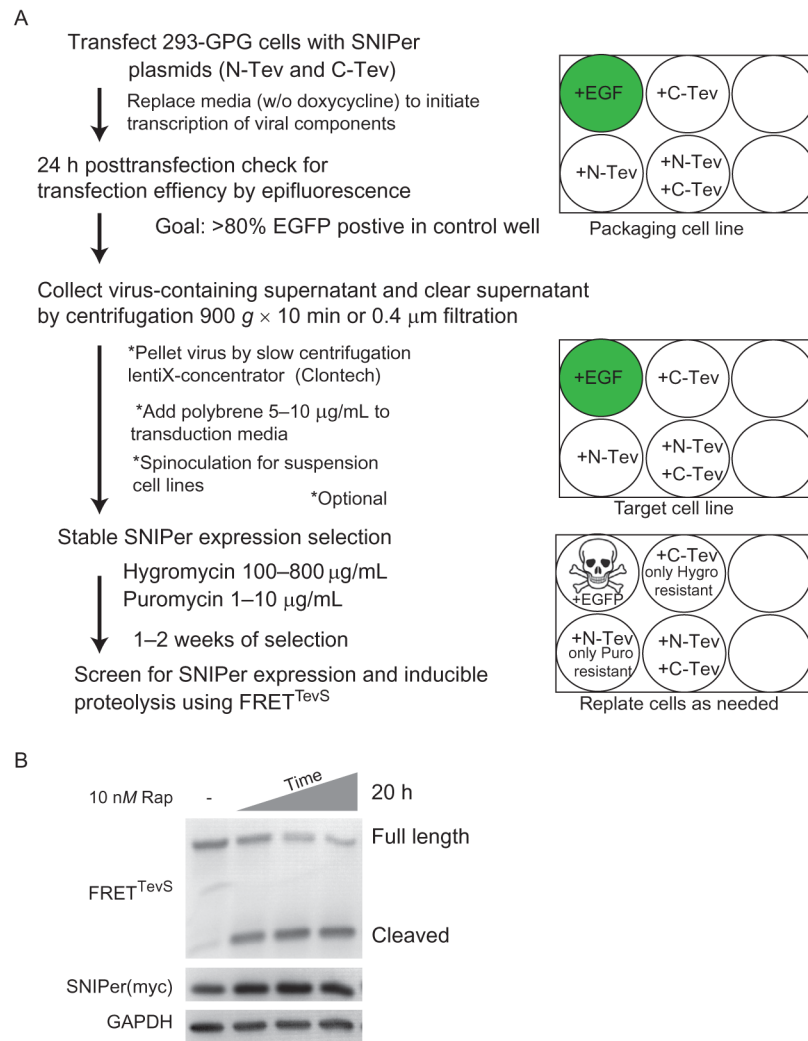 A
Transfect 293-GPG cells with SNIPer
plasmids (N-Tev and C-Tev)
Replace media (w/o doxycycline) to initiate
transcription of viral components
24 h posttransfection check for
transfection effiency by epifluorescence
Goal: >80% EGFP postive in control well
Collect virus-containing supernatant and clear supernatant
by centrifugation 900 g × 10 min or 0.4 μm filtration
*Pellet virus by slow centrifugation
lentiX-concentrator (Clontech)
*Add polybrene 5–10 μg/mL to
transduction media
*Spinoculation for suspension
cell lines
*Optional
Stable SNIPer expression selection
Hygromycin 100–800 μg/mL
Puromycin 1–10 μg/mL
1–2 weeks of selection
Screen for SNIPer expression and inducible
proteolysis using FRET^TevS
+EGF
+C-Tev
+N-Tev
+N-Tev
+C-Tev
Packaging cell line
+EGF
+C-Tev
+N-Tev
+N-Tev
+C-Tev
Target cell line
+EGFP
+C-Tev
only Hygro
resistant
+N-Tev
only Puro
resistant
+N-Tev
+C-Tev
Replate cells as needed
B
10 nM Rap
-
Time
20 h
FRET^TevS
Full length
Cleaved
SNIPer(myc)
GAPDH